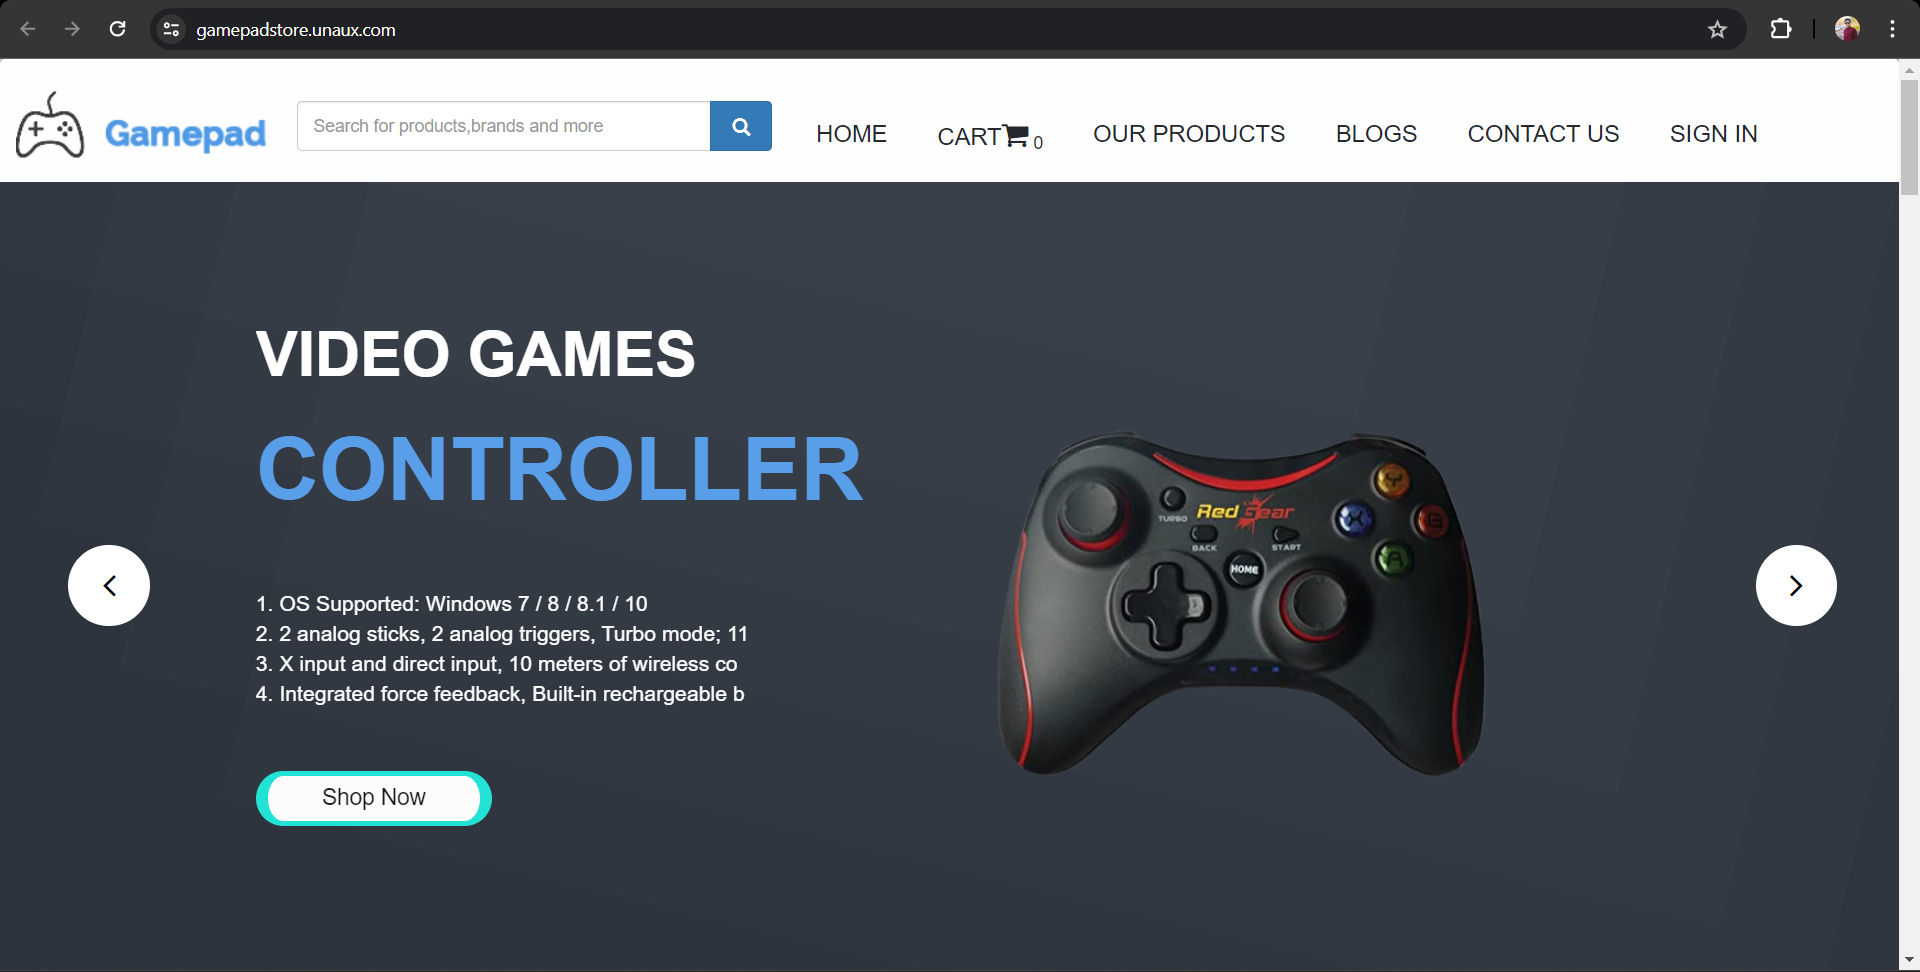 gamepadstore.unaux.com
Gamepad
Search for products,brands and more
HOME
CART 0
OUR PRODUCTS
BLOGS
CONTACT US
SIGN IN
VIDEO GAMES
CONTROLLER
1. OS Supported: Windows 7 / 8 / 8.1 / 10
2. 2 analog sticks, 2 analog triggers, Turbo mode; 11
3. X input and direct input, 10 meters of wireless co
4. Integrated force feedback, Built-in rechargeable b
Shop Now
TURBO
Red Gear
BACK
START
HOME
Y
X
B
A